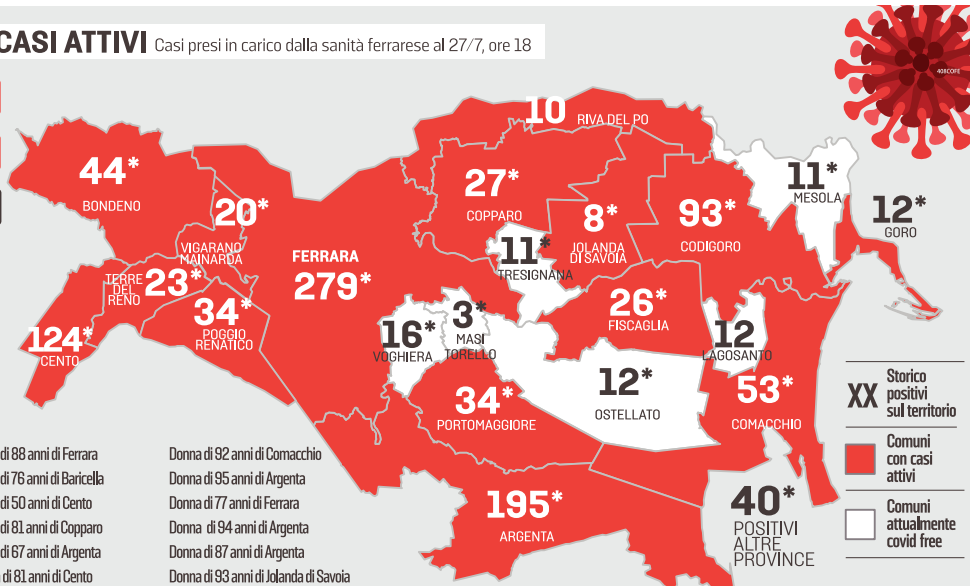 CASI ATTIVI Casi presi in carico dalla sanità ferrarese al 27/7, ore 18
408COFE
10
RIVA DEL PO
44*
BONDENO
20*
VIGARANO
MAINARDA
27*
COPPARO
8*
JOLANDA
DI SAVOIA
93*
CODIGORO
11*
MESOLA
12*
GORO
11*
TRESIGNANA
FERRARA
279*
TERRE
DEL
RENO
23*
34*
POGGIO
RENATICO
124*
CENTO
16*
VOGHIERA
3*
MASI
TORELLO
26*
FISCAGLIA
12
LAGOSANTO
12*
OSTELLATO
53*
COMACCHIO
34*
PORTOMAGGIORE
195*
ARGENTA
40*
POSITIVI
ALTRE
PROVINCE
XX Storico
positivi
sul territorio
Comuni
con casi
attivi
Comuni
attualmente
covid free
di 88 anni di Ferrara
di 76 anni di Baricella
di 50 anni di Cento
di 81 anni di Copparo
di 67 anni di Argenta
di 81 anni di Cento
Donna di 92 anni di Comacchio
Donna di 95 anni di Argenta
Donna di 77 anni di Ferrara
Donna di 94 anni di Argenta
Donna di 87 anni di Argenta
Donna di 93 anni di Jolanda di Savoia